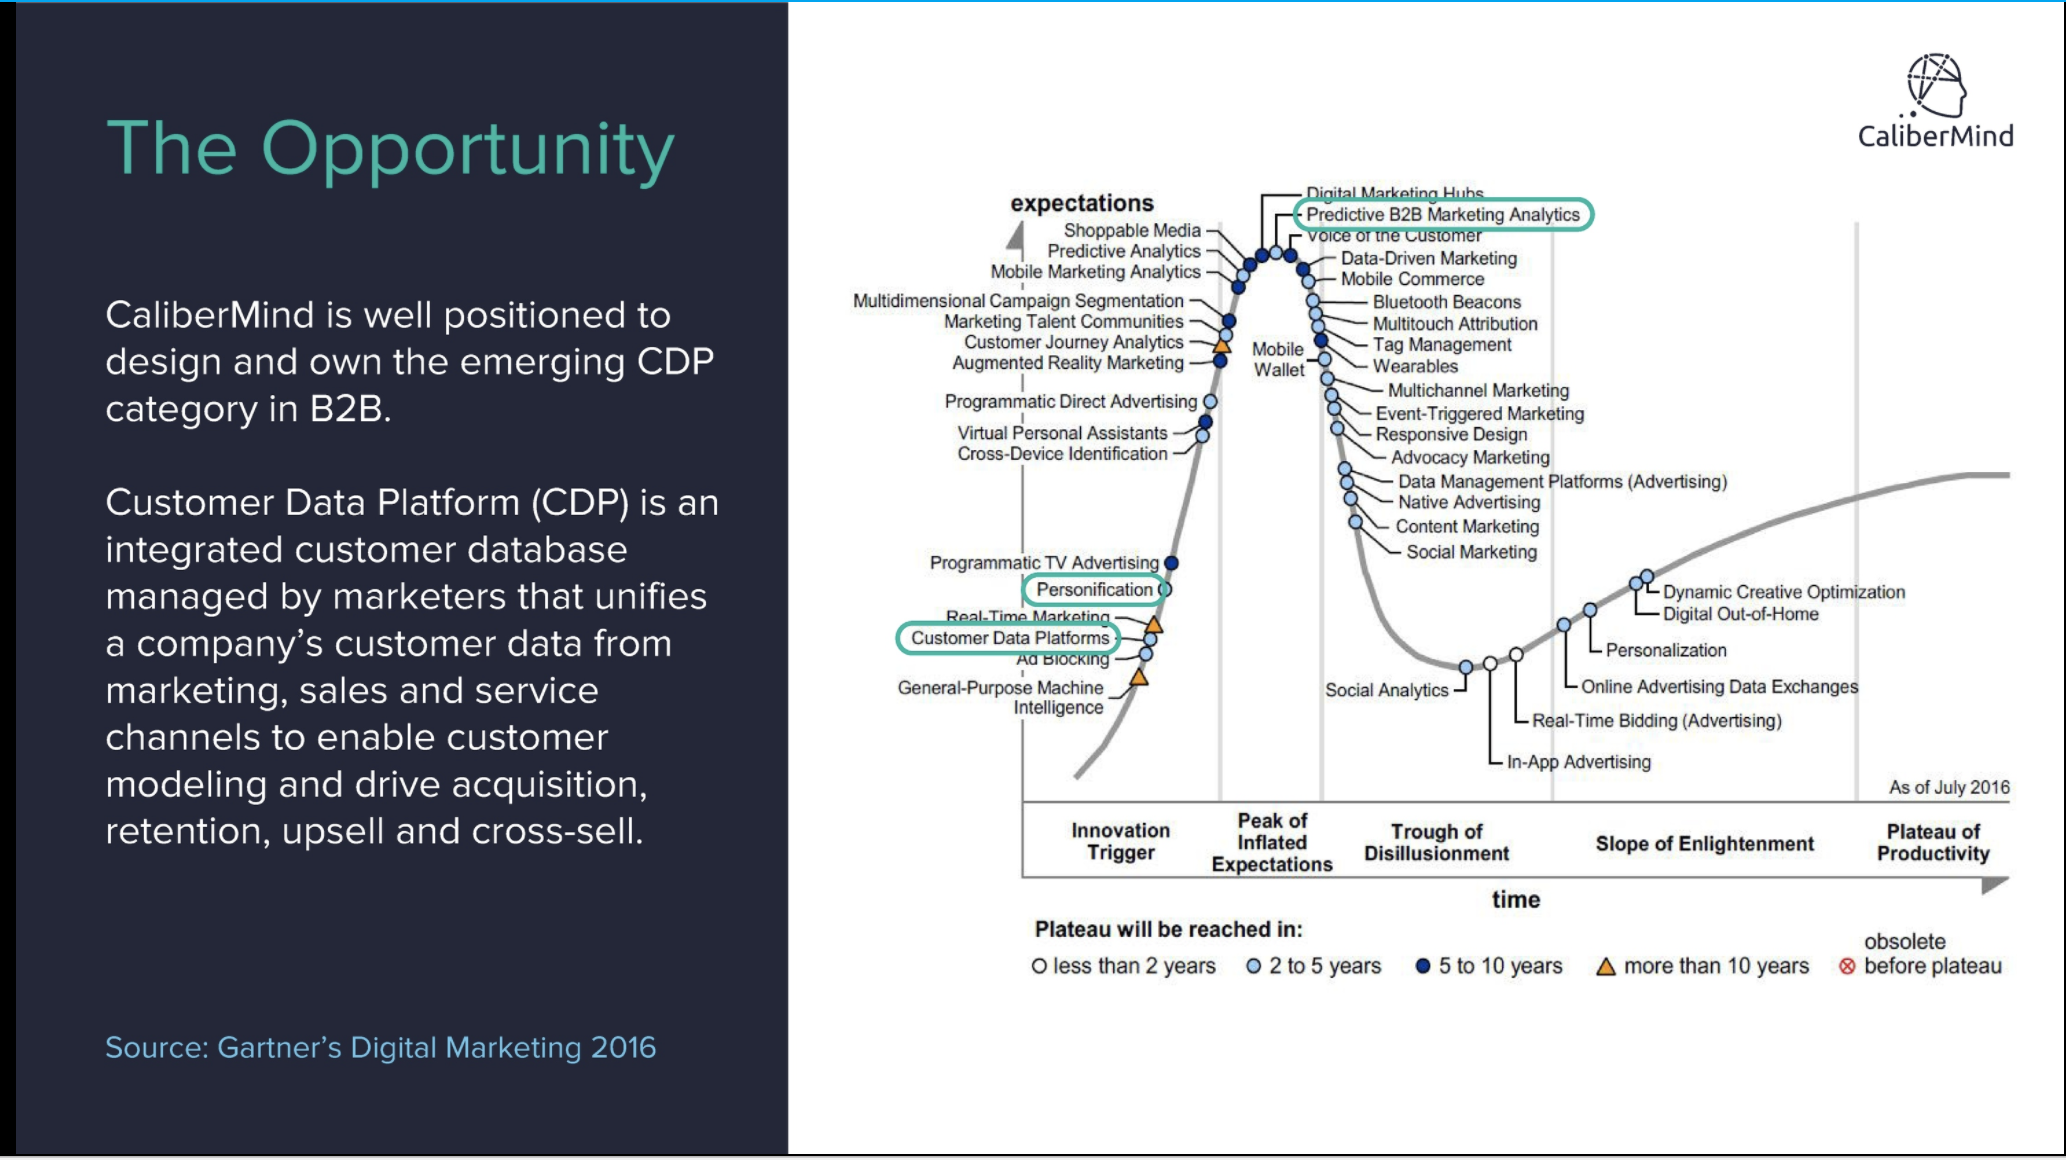 The Opportunity
CaliberMind is well positioned to
design and own the emerging CDP
category in B2B.
Customer Data Platform (CDP) is an
integrated customer database
managed by marketers that unifies
a company's customer data from
marketing, sales and service
channels to enable customer
modeling and drive acquisition,
retention, upsell and cross-sell.
Source: Gartner's Digital Marketing 2016
CaliberMind
expectations
Shoppable Media
Predictive Analytics
Mobile Marketing Analytics
Multidimensional Campaign Segmentation
Marketing Talent Communities
Customer Journey Analytics
Augmented Reality Marketing
Programmatic Direct Advertising
Virtual Personal Assistants
Cross-Device Identification
Programmatic TV Advertising
Personification
Real-Time Marketing
Customer Data Platforms
Ad Blocking
General-Purpose Machine
Intelligence
Digital Marketing Hubs
Predictive B2B Marketing Analytics
Voice of the Customer
Data-Driven Marketing
Mobile Commerce
Bluetooth Beacons
Multitouch Attribution
Tag Management
Wearables
Mobile
Wallet
Multichannel Marketing
Event-Triggered Marketing
Responsive Design
Advocacy Marketing
Data Management Platforms (Advertising)
Native Advertising
Content Marketing
Social Marketing
Dynamic Creative Optimization
Digital Out-of-Home
Personalization
Online Advertising Data Exchanges
Social Analytics
Real-Time Bidding (Advertising)
In-App Advertising
As of July 2016
Innovation
Trigger
Peak of
Inflated
Expectations
Trough of
Disillusionment
Slope of Enlightenment
Plateau of
Productivity
time
Plateau will be reached in:
less than 2 years
2 to 5 years
5 to 10 years
more than 10 years
obsolete
before plateau